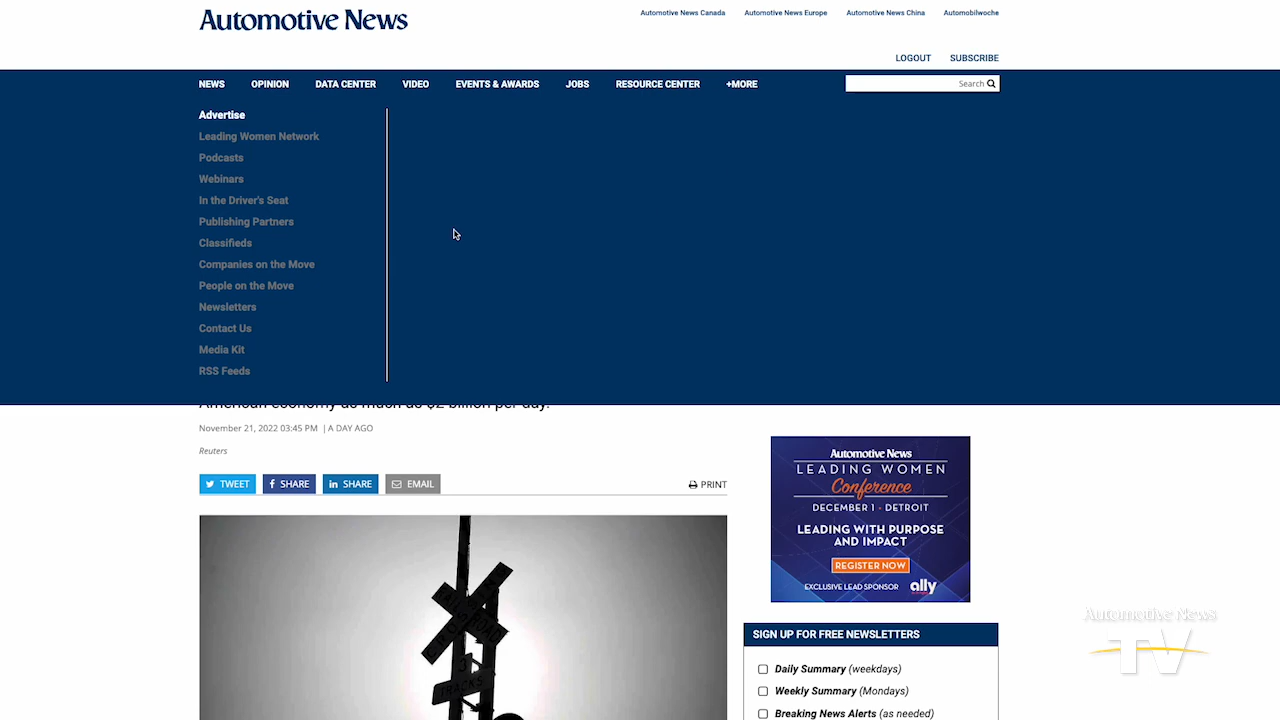 Automotive News
Automotive News Canada Automotive News Europe Automotive News China Automobilwoche
LOGOUT SUBSCRIBE
NEWS OPINION DATA CENTER VIDEO EVENTS & AWARDS JOBS RESOURCE CENTER +MORE Search
Advertise
Leading Women Network
Podcasts
Webinars
In the Driver's Seat
Publishing Partners
Classifieds
Companies on the Move
People on the Move
Newsletters
Contact Us
Media Kit
RSS Feeds
American economy as much as $2 billion per day.
November 21, 2022 03:45 PM | A DAY AGO
Reuters
TWEET SHARE SHARE EMAIL PRINT
Automotive News
LEADING WOMEN
Conference
DECEMBER 1 - DETROIT
LEADING WITH PURPOSE
AND IMPACT
REGISTER NOW
EXCLUSIVE LEAD SPONSOR ally
3
TRACKS
SIGN UP FOR FREE NEWSLETTERS
Daily Summary (weekdays)
Weekly Summary (Mondays)
Breaking News Alerts (as needed)
Automotive News
TV